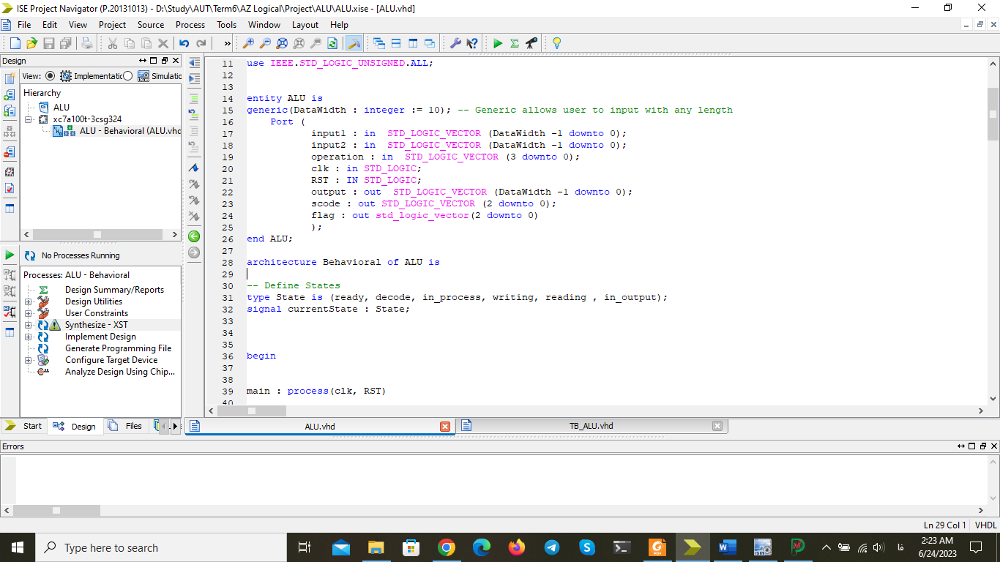 ISE Project Navigator (P.20131013) - D:\Study\AUT\Term6\AZ Logical\Project\ALU\ALU.xise - [ALU.vhd]
File Edit View Project Source Process Tools Window Layout Help
»
Design
View: Implementatic Simulatio
Hierarchy
ALU
xc7a100t-3csg324
ALU - Behavioral (ALU.vhd
No Processes Running
Processes: ALU - Behavioral
Design Summary/Reports
Design Utilities
User Constraints
Synthesize - XST
Implement Design
Generate Programming File
Configure Target Device
Analyze Design Using Chip...
Start Design Files
11 use IEEE.STD_LOGIC_UNSIGNED.ALL;
12
13
14 entity ALU is
15 generic(DataWidth : integer := 10); -- Generic allows user to input with any length
16 Port (
17 input1 : in STD_LOGIC_VECTOR (DataWidth -1 downto 0);
18 input2 : in STD_LOGIC_VECTOR (DataWidth -1 downto 0);
19 operation : in STD_LOGIC_VECTOR (3 downto 0);
20 clk : in STD_LOGIC;
21 RST : IN STD_LOGIC;
22 output : out STD_LOGIC_VECTOR (DataWidth -1 downto 0);
23 scode : out STD_LOGIC_VECTOR (2 downto 0);
24 flag : out std_logic_vector(2 downto 0)
25 );
26 end ALU;
27
28 architecture Behavioral of ALU is
29
30 -- Define States
31 type State is (ready, decode, in_process, writing, reading , in_output);
32 signal currentState : State;
33
34
35
36 begin
37
38
39 main : process(clk, RST)
40
ALU.vhd TB_ALU.vhd
Errors
Ln 29 Col 1 VHDL
Type here to search
فا
2:23 AM
6/24/2023